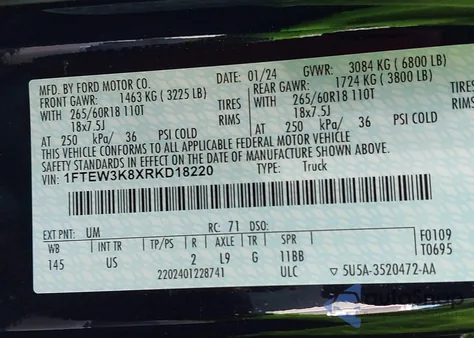 MFD. BY FORD MOTOR CO. DATE: 01/24 GVWR: 3084 KG ( 6800 LB)
FRONT GAWR: 1463 KG ( 3225 LB) REAR GAWR: 1724 KG ( 3800 LB)
WITH 265/60R18 110T TIRES WITH 265/60R18 110T TIRES
18x7.5J RIMS 18x7.5J RIMS
AT 250 kPa/ 36 PSI COLD AT 250 kPa/ 36 PSI COLD
THIS VEHICLE CONFORMS TO ALL APPLICABLE FEDERAL MOTOR VEHICLE
SAFETY STANDARDS IN EFFECT ON THE DATE OF MANUFACTURE SHOWN ABOVE.
VIN: 1FTEW3K8XRKD18220 TYPE: Truck
EXT PNT: UM RC: 71 DSO: F0109
WB INT TR TP/PS R AXLE TR SPR T0695
145 US 2 L9 G 11BB
2202401228741 ULC ▽ 5U5A-3520472-AA